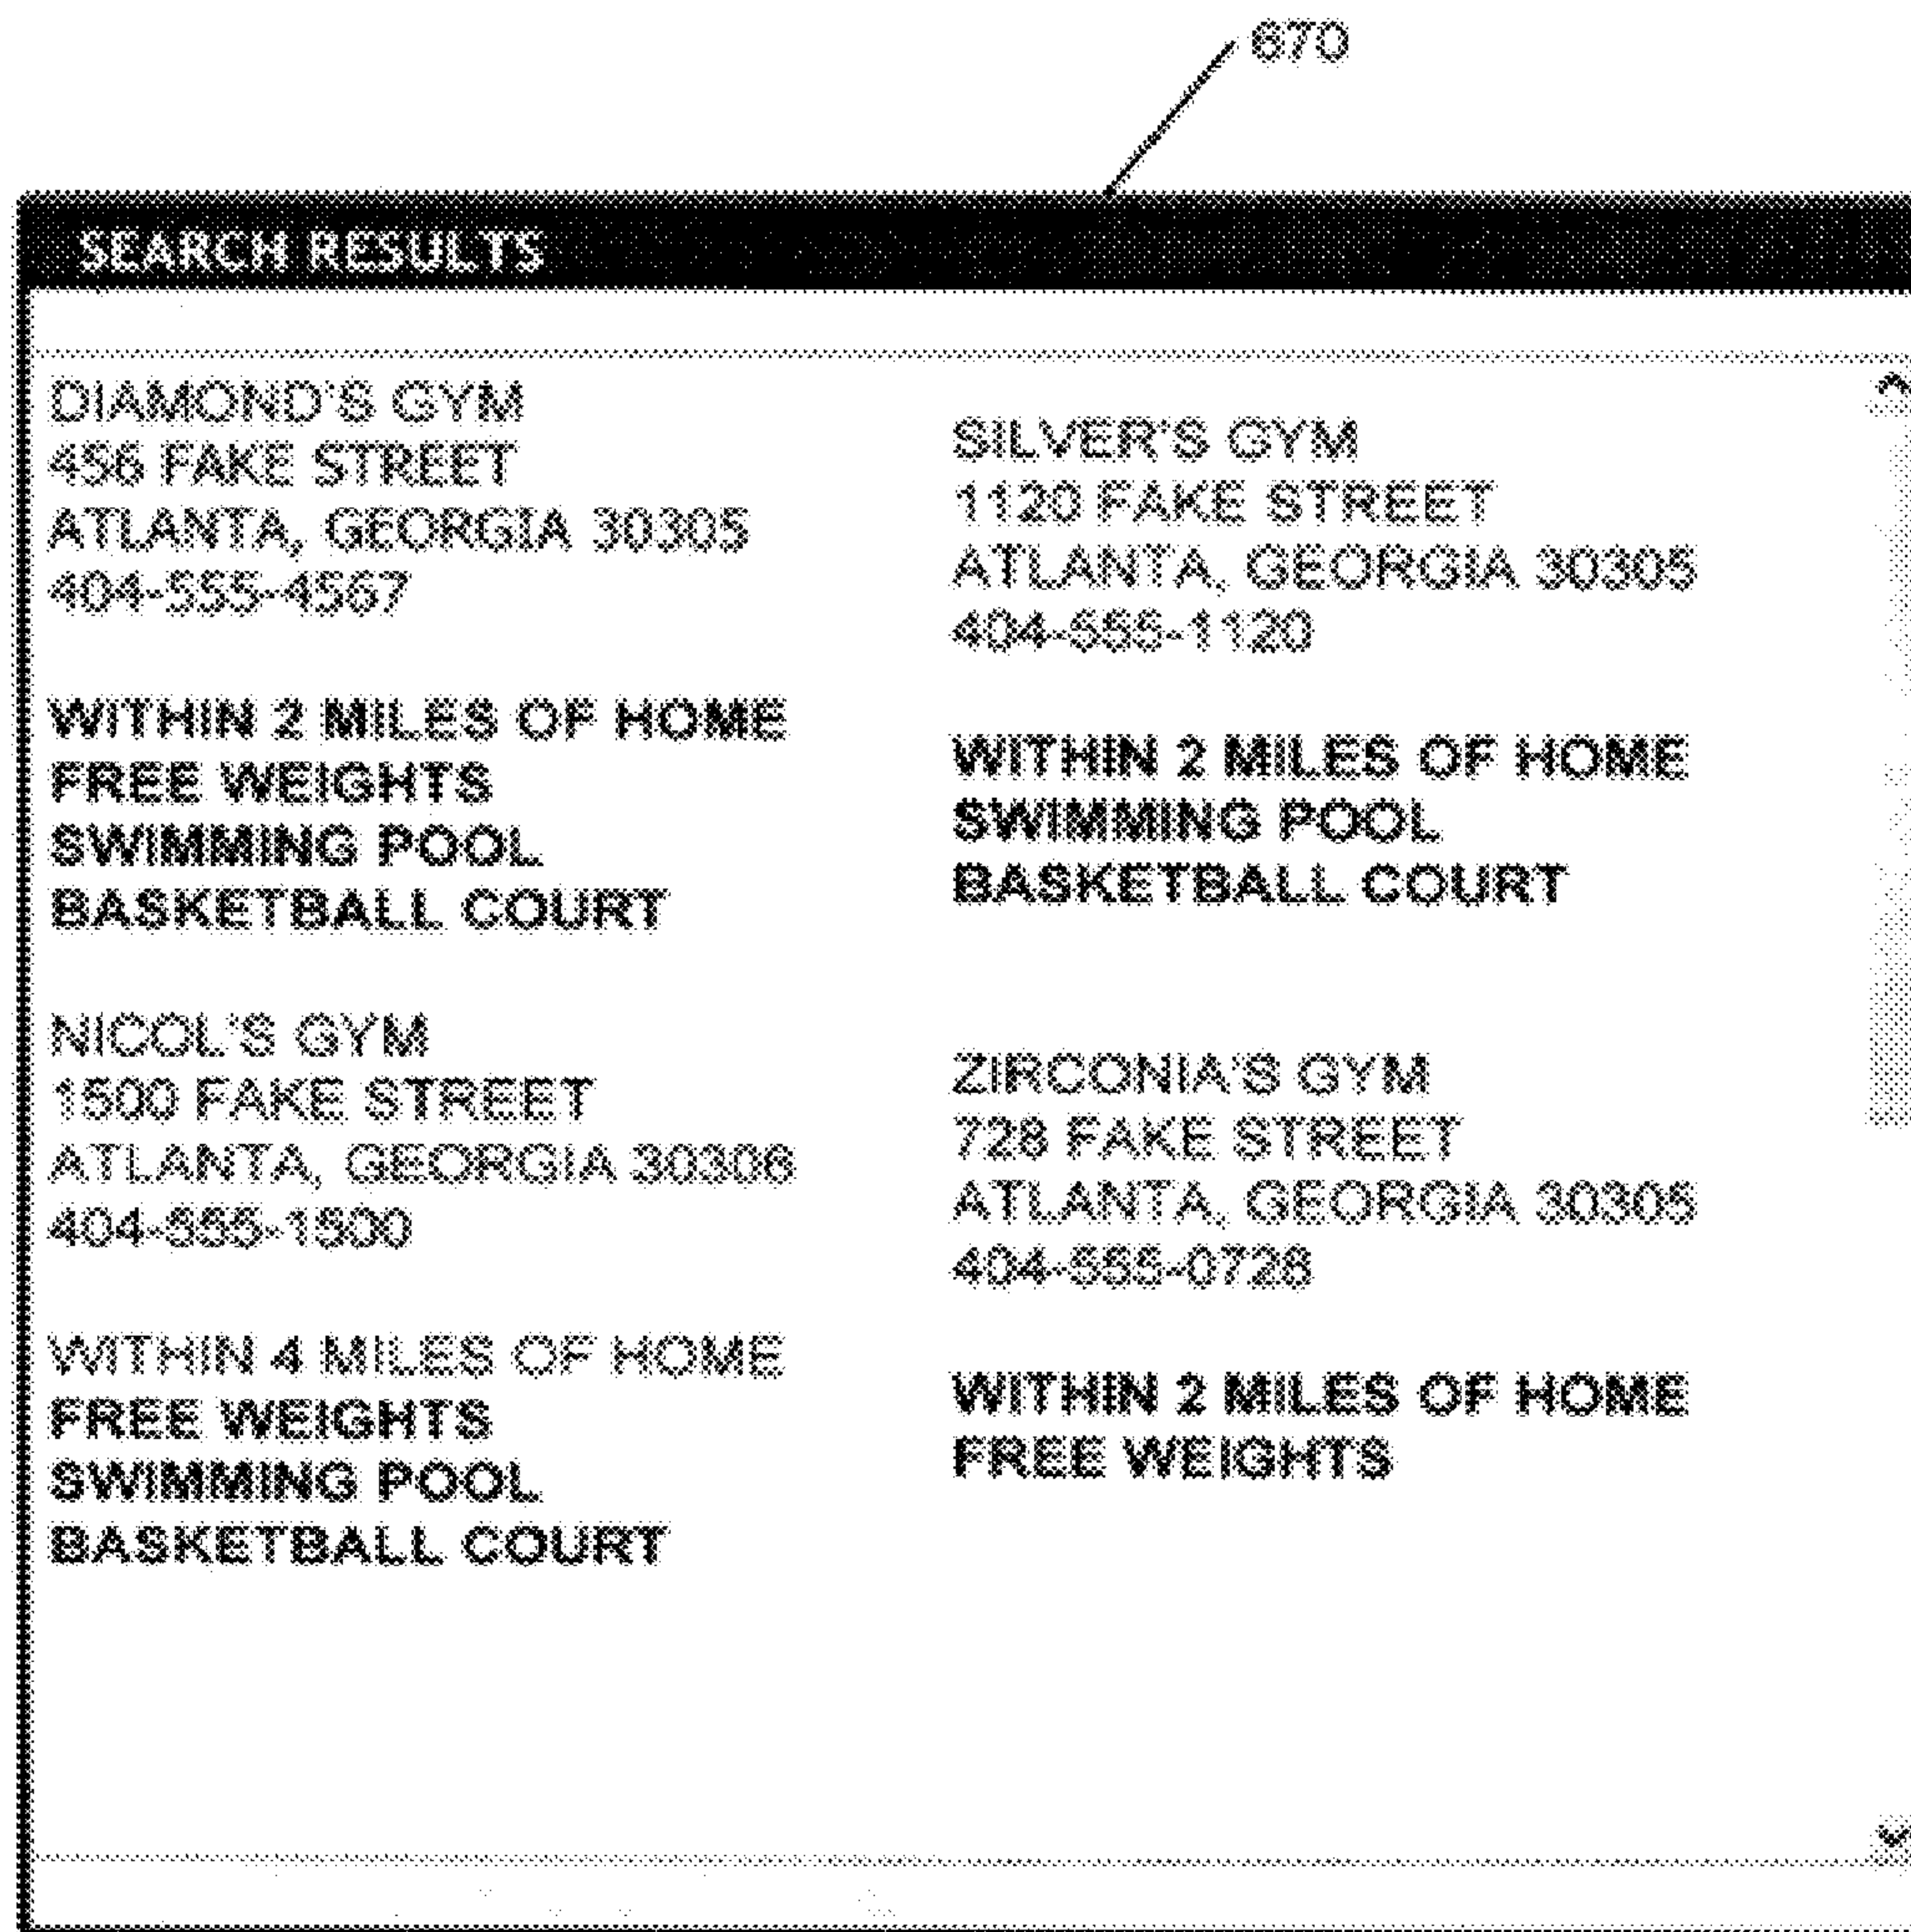 670
SEARCH RESULTS
DIAMOND'S GYM
456 FAKE STREET
ATLANTA, GEORGIA 30305
404-555-4567
WITHIN 2 MILES OF HOME
FREE WEIGHTS
SWIMMING POOL
BASKETBALL COURT
NICOL'S GYM
1500 FAKE STREET
ATLANTA, GEORGIA 30306
404-555-1500
WITHIN 4 MILES OF HOME
FREE WEIGHTS
SWIMMING POOL
BASKETBALL COURT
SILVER'S GYM
1120 FAKE STREET
ATLANTA, GEORGIA 30305
404-555-1120
WITHIN 2 MILES OF HOME
SWIMMING POOL
BASKETBALL COURT
ZIRCONIA'S GYM
728 FAKE STREET
ATLANTA, GEORGIA 30305
404-555-0728
WITHIN 2 MILES OF HOME
FREE WEIGHTS